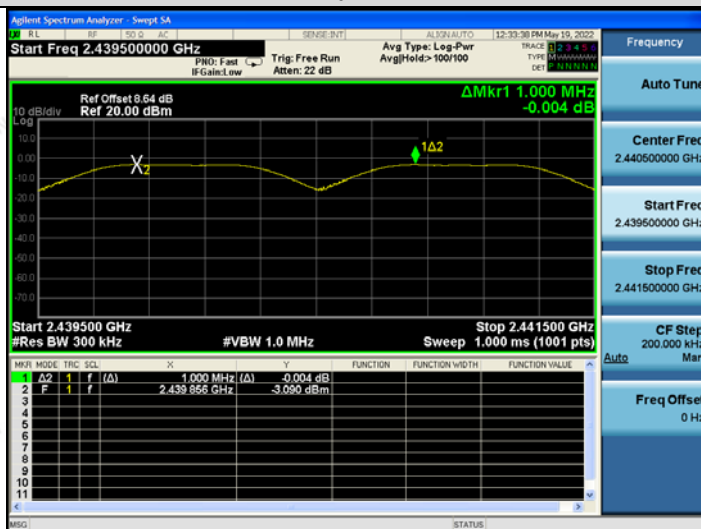 Agilent Spectrum Analyzer - Swept SA
RL RF 50 Ω AC SENSE:INT ALIGN AUTO 12:33:38 PM May 19, 2022
Start Freq 2.439500000 GHz
PNO: Fast
IFGain:Low
Trig: Free Run
Atten: 22 dB
Avg Type: Log-Pwr
Avg|Hold:> 100/100
TRACE 1 2 3 4 5 6
TYPE M
DET P N N N N N
ΔMkr1 1.000 MHz
-0.004 dB
Ref Offset 8.64 dB
10 dB/div Ref 20.00 dBm
Log
10.0
0.00
-10.0
-20.0
-30.0
-40.0
-50.0
-60.0
-70.0
X2
1Δ2
Start 2.439500 GHz Stop 2.441500 GHz
#Res BW 300 kHz #VBW 1.0 MHz Sweep 1.000 ms (1001 pts)
MKR MODE TRC SCL X Y FUNCTION FUNCTION WIDTH FUNCTION VALUE
1 Δ2 1 f (Δ) 1.000 MHz (Δ) -0.004 dB
2 F 1 f 2.439 856 GHz -3.090 dBm
3
4
5
6
7
8
9
10
11
MSG STATUS
Frequency
Auto Tune
Center Freq
2.440500000 GHz
Start Freq
2.439500000 GHz
Stop Freq
2.441500000 GHz
CF Step
200.000 kHz
Auto Man
Freq Offset
0 Hz